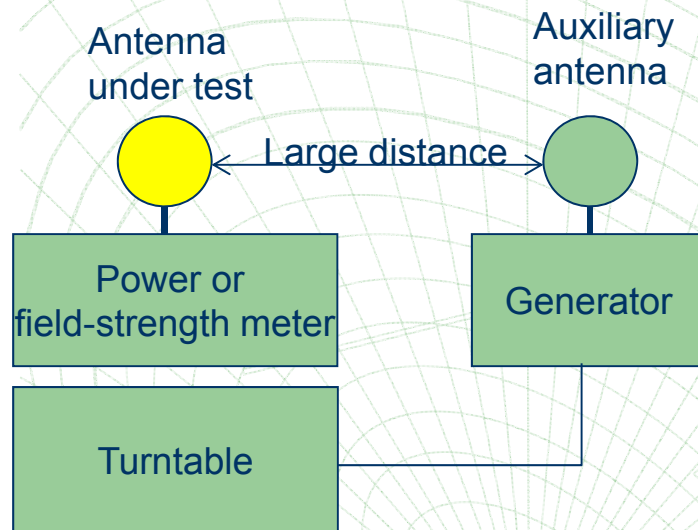 Antenna
under test
Auxiliary
antenna
Large distance
Power or
field-strength meter
Generator
Turntable